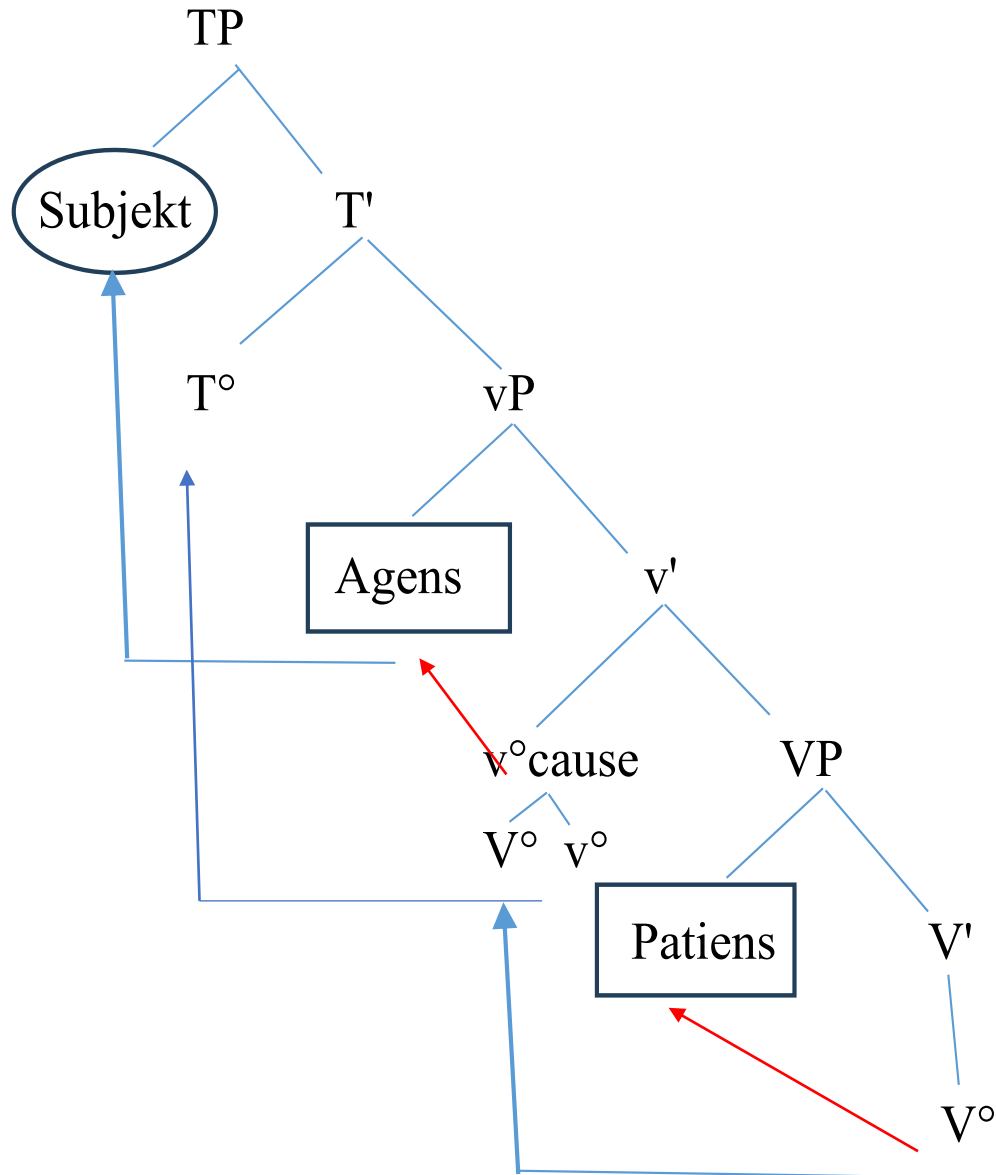 TP
Subjekt T'
T° vP
Agens v'
v°cause VP
V° v°
Patiens V'
V°